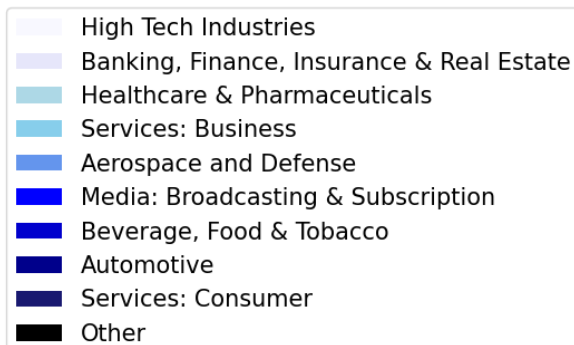 High Tech Industries
Banking, Finance, Insurance & Real Estate
Healthcare & Pharmaceuticals
Services: Business
Aerospace and Defense
Media: Broadcasting & Subscription
Beverage, Food & Tobacco
Automotive
Services: Consumer
Other